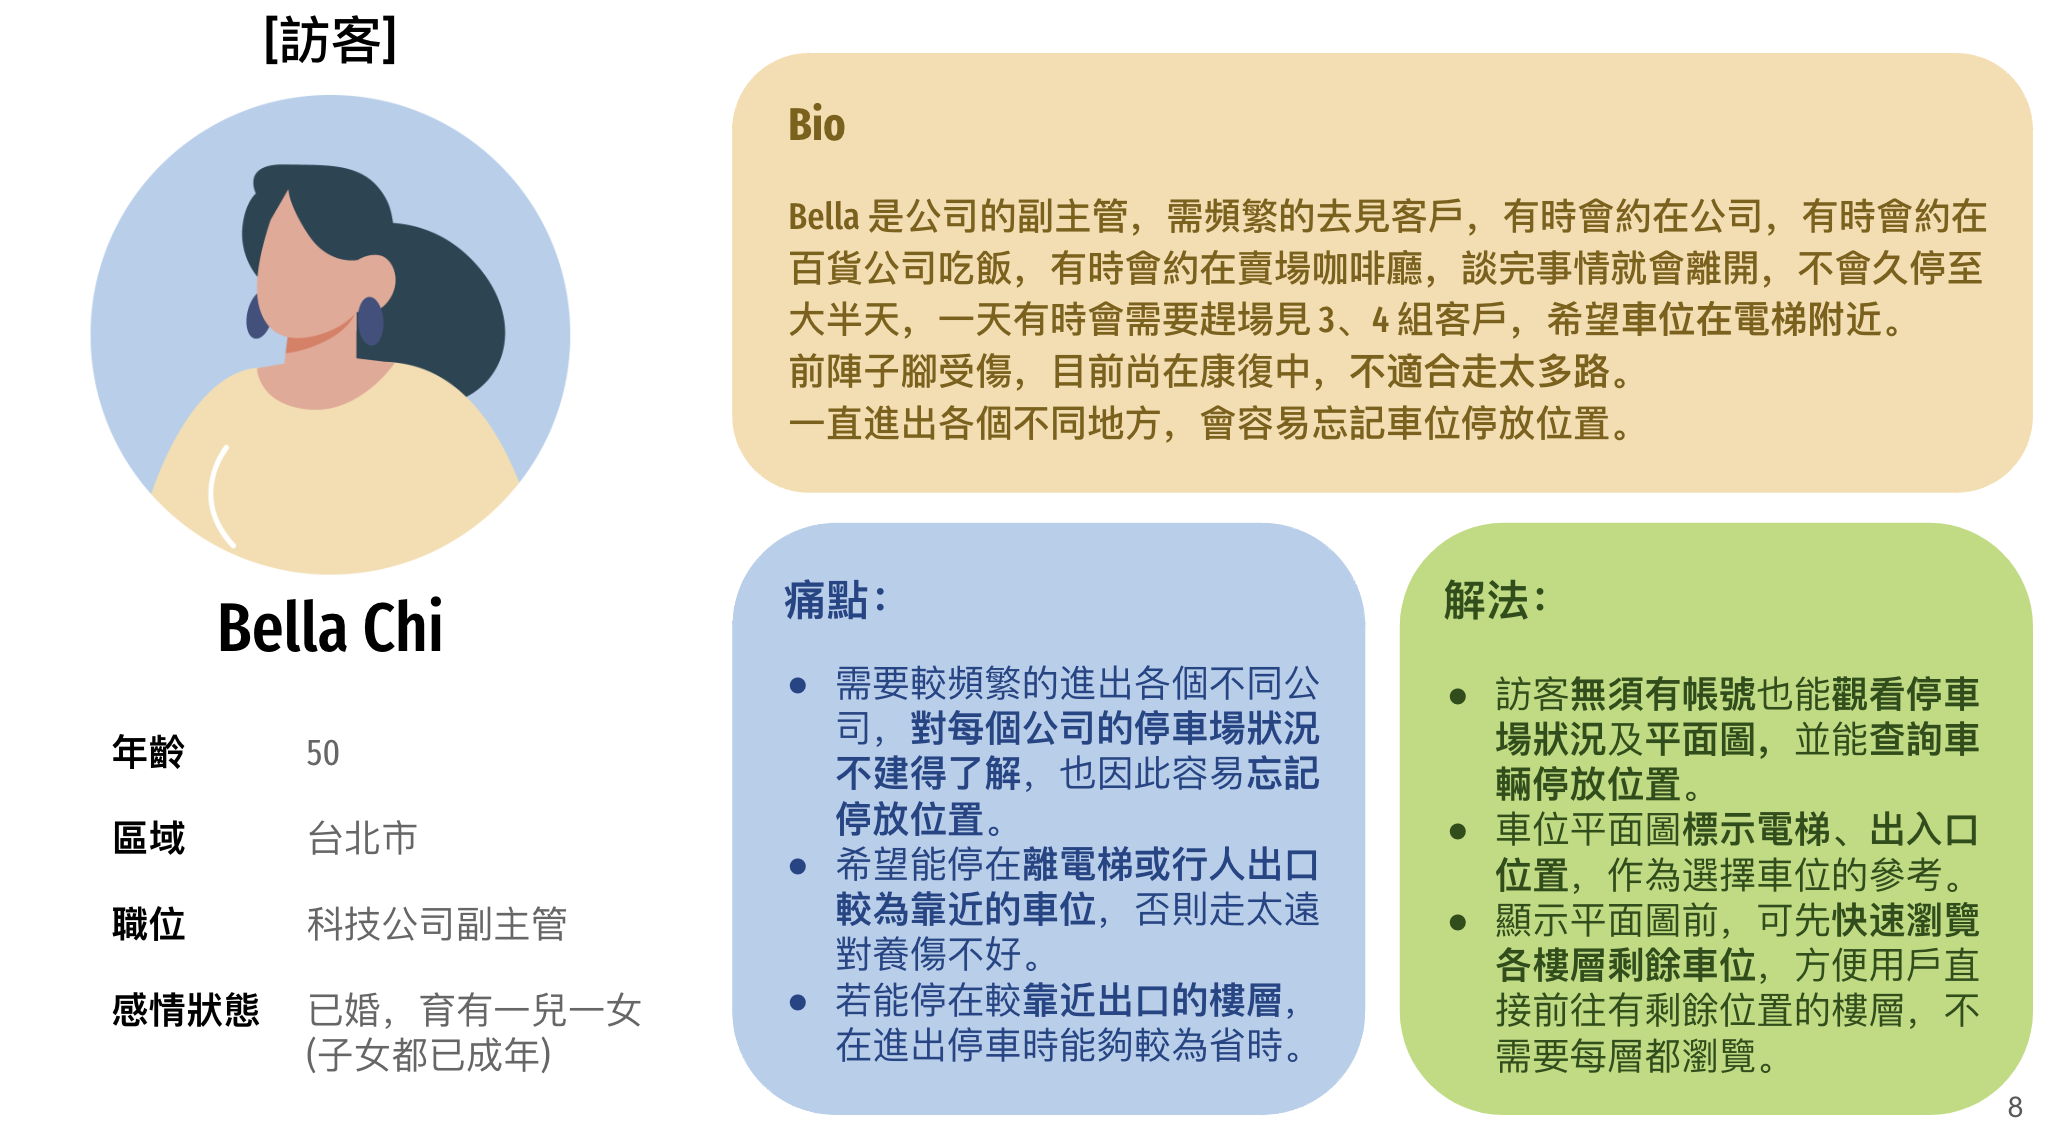 [訪客]
Bella Chi
年齡 50
區域 台北市
職位 科技公司副主管
感情狀態 已婚，育有一兒一女
(子女都已成年)
Bio
Bella 是公司的副主管，需頻繁的去見客戶，有時會約在公司，有時會約在
百貨公司吃飯，有時會約在賣場咖啡廳，談完事情就會離開，不會久停至
大半天，一天有時會需要趕場見 3、4 組客戶，希望車位在電梯附近。
前陣子腳受傷，目前尚在康復中，不適合走太多路。
一直進出各個不同地方，會容易忘記車位停放位置。
痛點：
● 需要較頻繁的進出各個不同公
司，對每個公司的停車場狀況
不建得了解，也因此容易忘記
停放位置。
● 希望能停在離電梯或行人出口
較為靠近的車位，否則走太遠
對養傷不好。
● 若能停在較靠近出口的樓層，
在進出停車時能夠較為省時。
解法：
● 訪客無須有帳號也能觀看停車
場狀況及平面圖，並能查詢車
輛停放位置。
● 車位平面圖標示電梯、出入口
位置，作為選擇車位的參考。
● 顯示平面圖前，可先快速瀏覽
各樓層剩餘車位，方便用戶直
接前往有剩餘位置的樓層，不
需要每層都瀏覽。
8